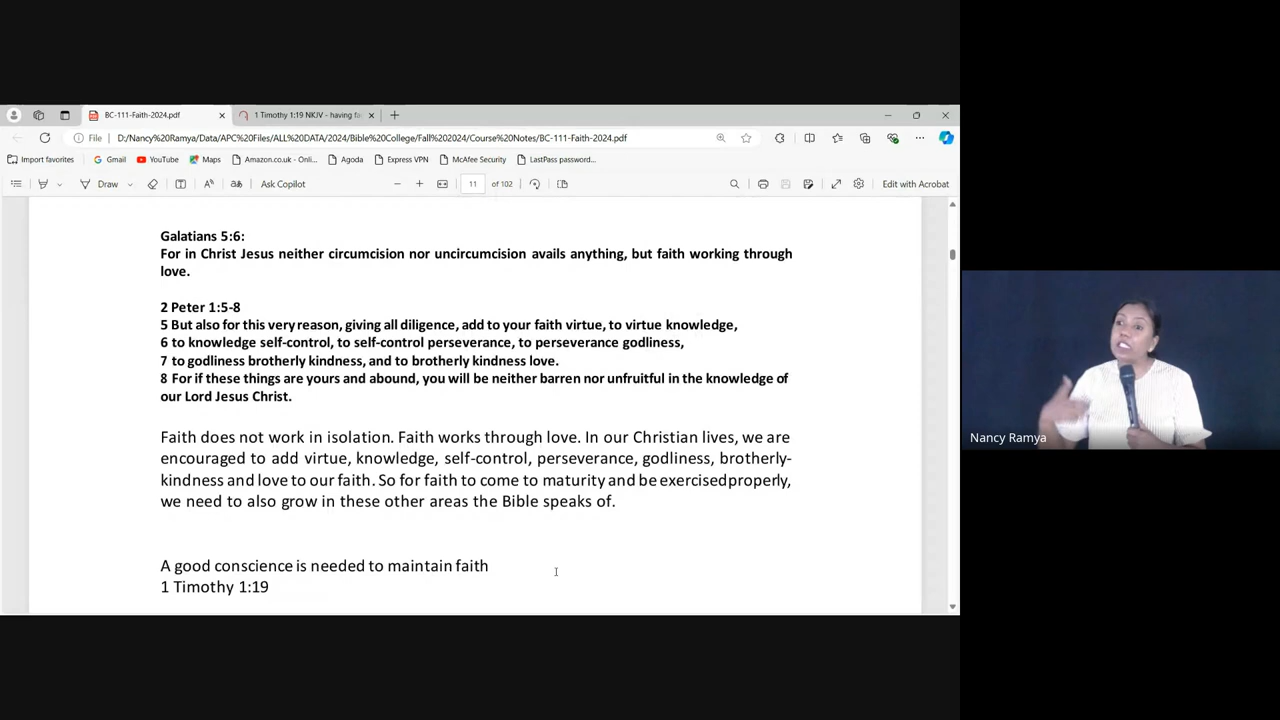 BC-111-Faith-2024.pdf
1 Timothy 1:19 NKJV - having fa
File
D:/Nancy%20Ramya/Data/APC%20Files/ALL%20DATA/2024/Bible%20College/Fall%202024/Course%20Notes/BC-111-Faith-2024.pdf
Import favorites
Gmail
YouTube
Maps
Amazon.co.uk - Onli...
Agoda
Express VPN
McAfee Security
LastPass password...
Draw
Ask Copilot
11 of 102
Edit with Acrobat
Galatians 5:6:
For in Christ Jesus neither circumcision nor uncircumcision avails anything, but faith working through
love.
2 Peter 1:5-8
5 But also for this very reason, giving all diligence, add to your faith virtue, to virtue knowledge,
6 to knowledge self-control, to self-control perseverance, to perseverance godliness,
7 to godliness brotherly kindness, and to brotherly kindness love.
8 For if these things are yours and abound, you will be neither barren nor unfruitful in the knowledge of
our Lord Jesus Christ.
Faith does not work in isolation. Faith works through love. In our Christian lives, we are
encouraged to add virtue, knowledge, self-control, perseverance, godliness, brotherly-
kindness and love to our faith. So for faith to come to maturity and be exercised properly,
we need to also grow in these other areas the Bible speaks of.
A good conscience is needed to maintain faith
1 Timothy 1:19
Nancy Ramya